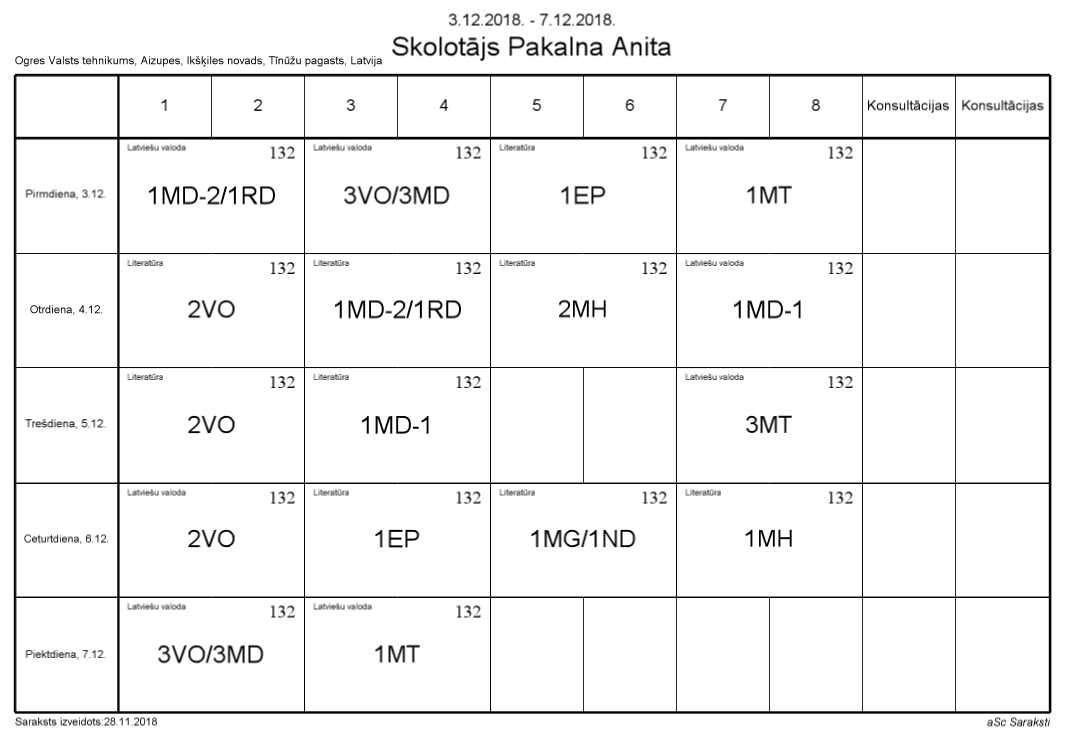 3.12.2018. - 7.12.2018.
Skolotājs Pakalna Anita
Ogres Valsts tehnikums, Aizupes, Ikšķiles novads, Tīnūžu pagasts, Latvija
1 2 3 4 5 6 7 8 Konsultācijas Konsultācijas
Latviešu valoda 132 Latviešu valoda 132 Literatūra 132 Latviešu valoda 132
Pirmdiena, 3.12. 1MD-2/1RD 3VO/3MD 1EP 1MT
Literatūra 132 Literatūra 132 Literatūra 132 Latviešu valoda 132
Otrdiena, 4.12. 2VO 1MD-2/1RD 2MH 1MD-1
Literatūra 132 Literatūra 132 Latviešu valoda 132
Trešdiena, 5.12. 2VO 1MD-1 3MT
Latviešu valoda 132 Literatūra 132 Literatūra 132 Literatūra 132
Ceturtdiena, 6.12. 2VO 1EP 1MG/1ND 1MH
Latviešu valoda 132 Latviešu valoda 132
Piektdiena, 7.12. 3VO/3MD 1MT
Saraksts izveidots:28.11.2018 aSc Saraksti